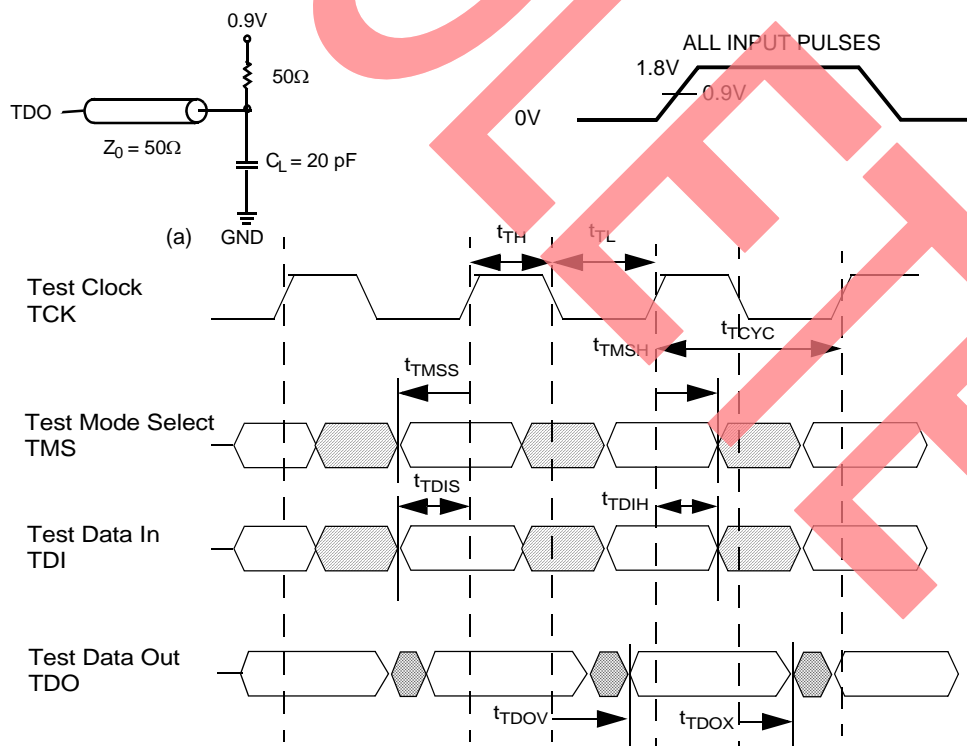 0.9V
ALL INPUT PULSES
50Ω
1.8V
0.9V
TDO
0V
Z0 = 50Ω
CL = 20 pF
(a)
GND
tTH
tTL
Test Clock
TCK
tTCYC
tTMSH
tTMSS
Test Mode Select
TMS
tTDIS
tTDIH
Test Data In
TDI
Test Data Out
TDO
tTDOV
tTDOX